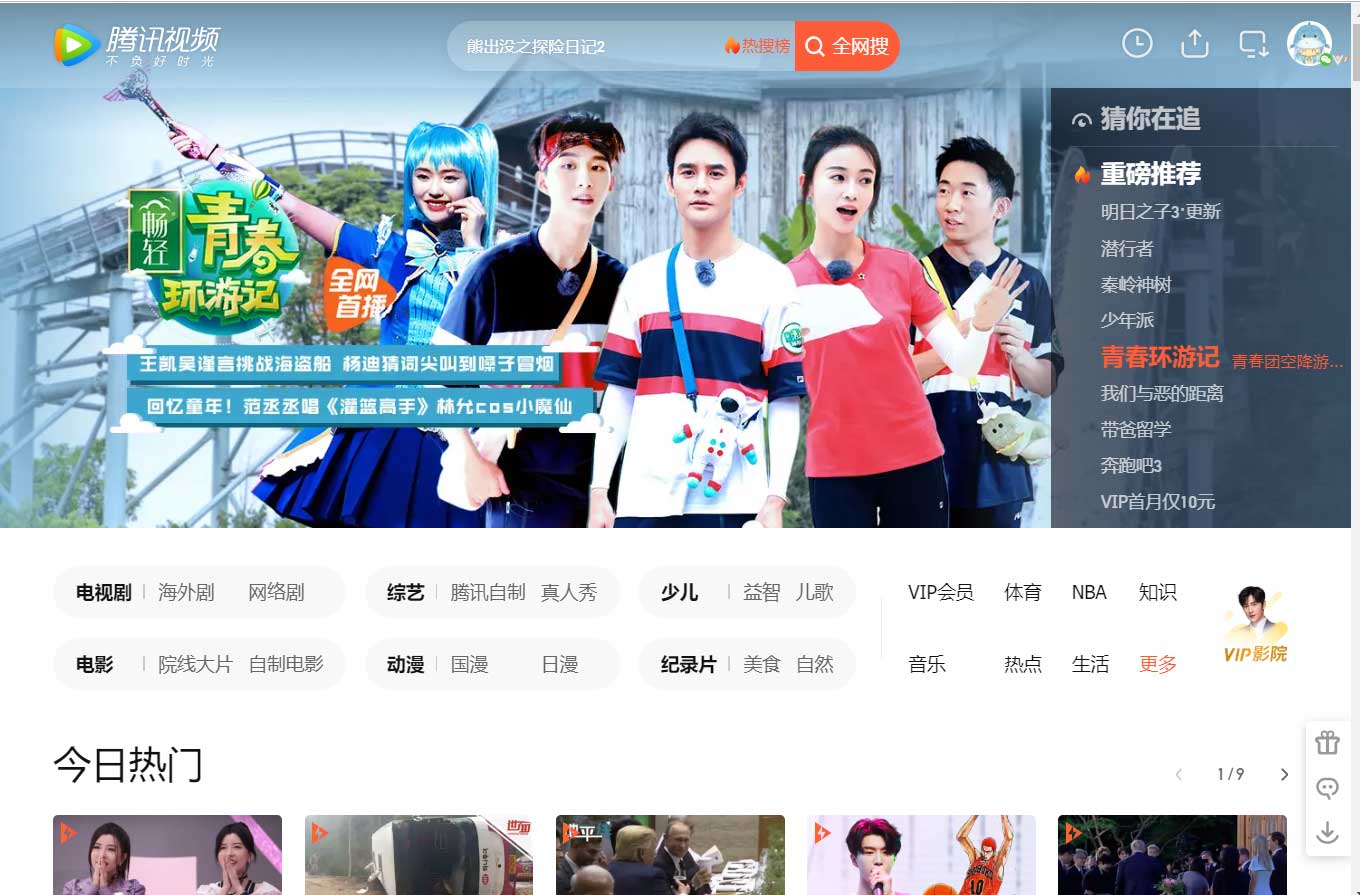 腾讯视频
不负好时光
熊出没之探险日记2
热搜榜
全网搜
猜你在追
重磅推荐
明日之子3·更新
潜行者
秦岭神树
少年派
青春环游记 青春团空降游...
我们与恶的距离
带爸留学
奔跑吧3
VIP首月仅10元
畅轻
青春
环游记
全网
首播
王凯吴谨言挑战海盗船 杨迪猜词尖叫到嗓子冒烟
回忆童年！范丞丞唱《灌篮高手》林允cos小魔仙
电视剧 海外剧 网络剧
综艺 腾讯自制 真人秀
少儿 益智 儿歌
VIP会员 体育 NBA 知识
电影 院线大片 自制电影
动漫 国漫 日漫
纪录片 美食 自然
音乐 热点 生活 更多
VIP影院
今日热门
1/9
10